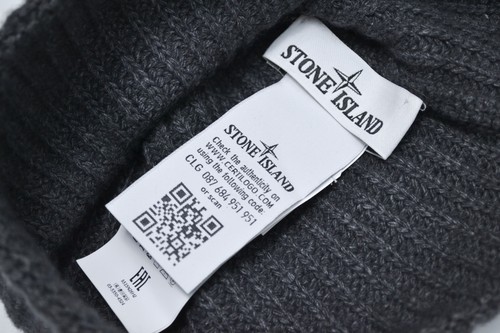 STONE ISLAND
STONE ISLAND
Check the authenticity on
WWW.CERTILOGO.COM
using the following code.
CLG 087 684 951 951
or scan
EAC